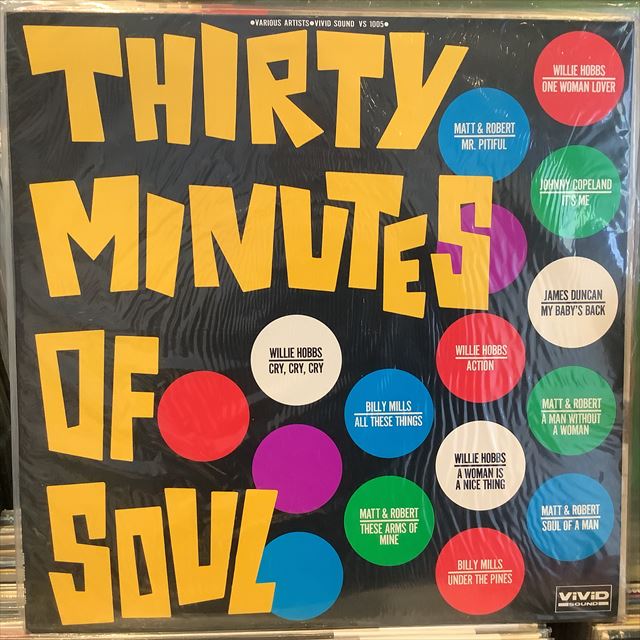 •VARIOUS ARTISTS•VIVID SOUND VS 1005•
THIRTY
MINUTES
OF
SOUL
WILLIE HOBBS
ONE WOMAN LOVER
MATT & ROBERT
MR. PITIFUL
JOHNNY COPELAND
IT'S ME
JAMES DUNCAN
MY BABY'S BACK
WILLIE HOBBS
CRY, CRY, CRY
WILLIE HOBBS
ACTION
BILLY MILLS
ALL THESE THINGS
MATT & ROBERT
A MAN WITHOUT
A WOMAN
WILLIE HOBBS
A WOMAN IS
A NICE THING
MATT & ROBERT
THESE ARMS OF
MINE
MATT & ROBERT
SOUL OF A MAN
BILLY MILLS
UNDER THE PINES
ViViD
SOUND